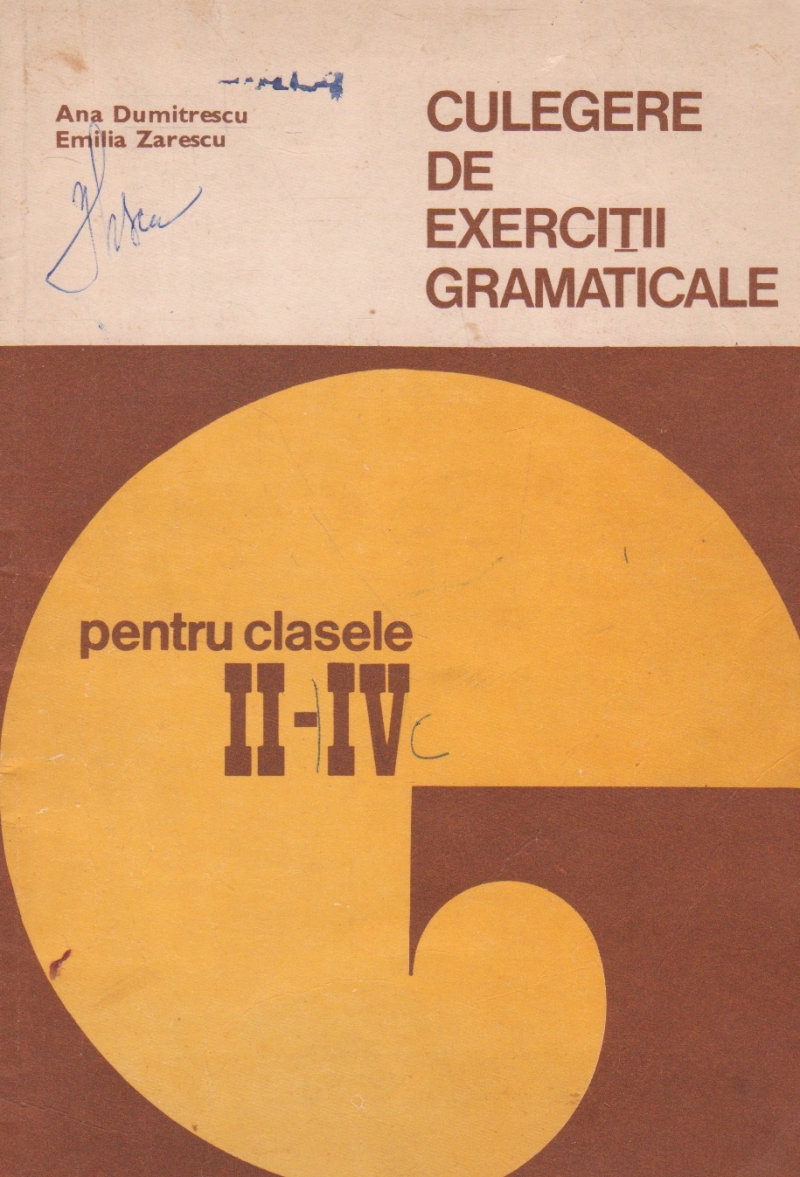 Ana Dumitrescu
Emilia Zarescu
CULEGERE
DE
EXERCIȚII
GRAMATICALE
pentru clasele
II-IV
c